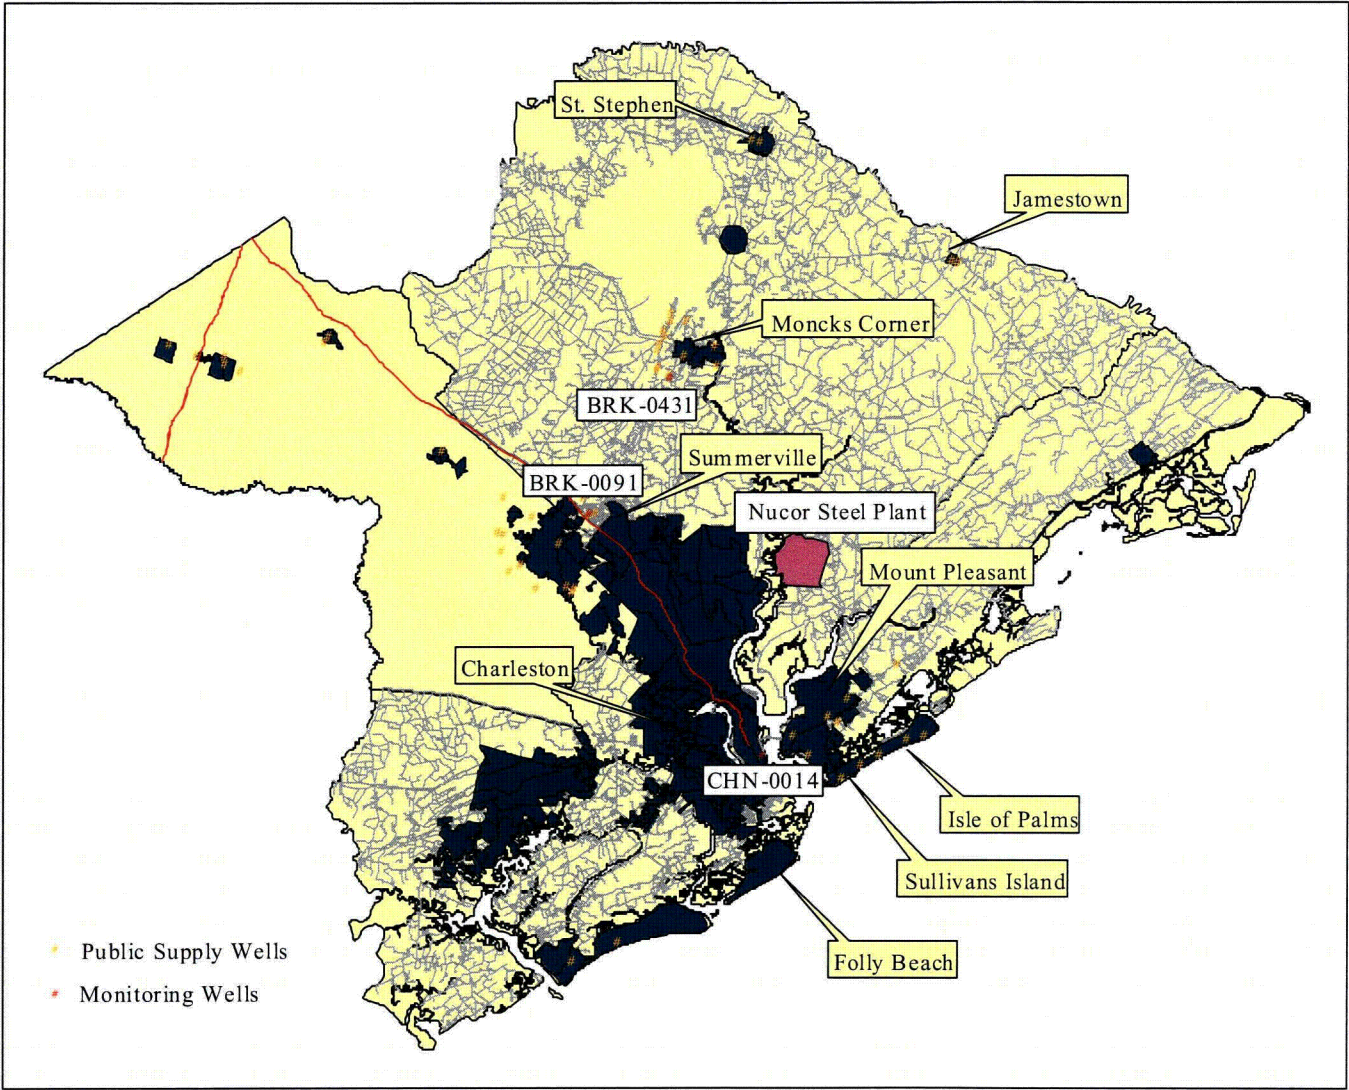 St. Stephen
Jamestown
Moncks Corner
BRK-0431
Summerville
BRK-0091
Nucor Steel Plant
Mount Pleasant
Charleston
CHN-0014
Isle of Palms
Sullivans Island
Folly Beach
# Public Supply Wells
# Monitoring Wells